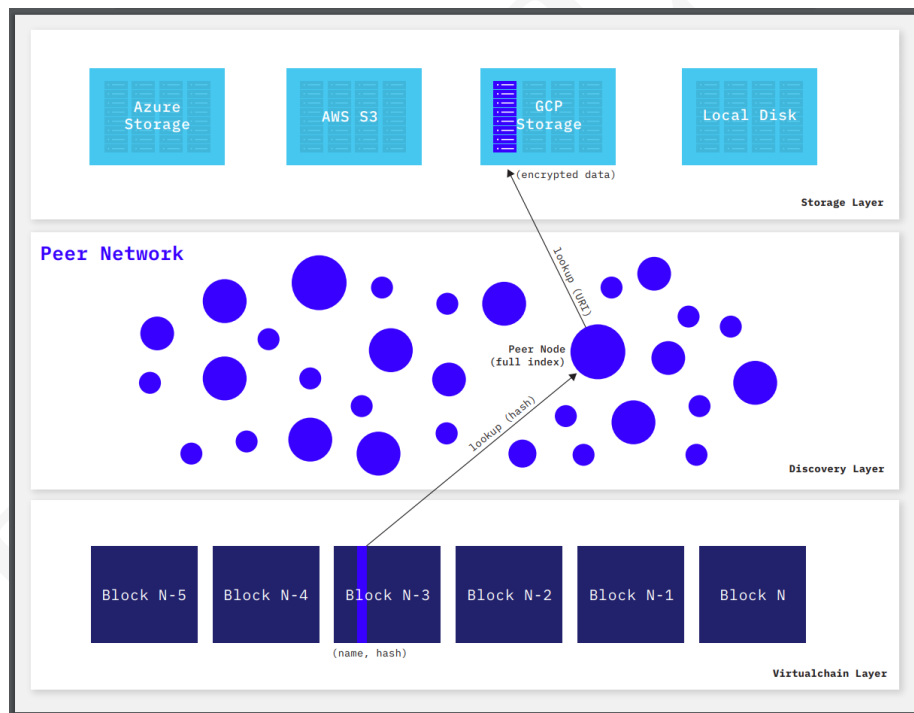 Azure
Storage
AWS S3
GCP
Storage
Local Disk
(encrypted data)
Storage Layer
Peer Network
lookup (URI)
Peer Node
(full index)
lookup (hash)
Discovery Layer
Block N-5
Block N-4
Block N-3
Block N-2
Block N-1
Block N
(name, hash)
Virtualchain Layer